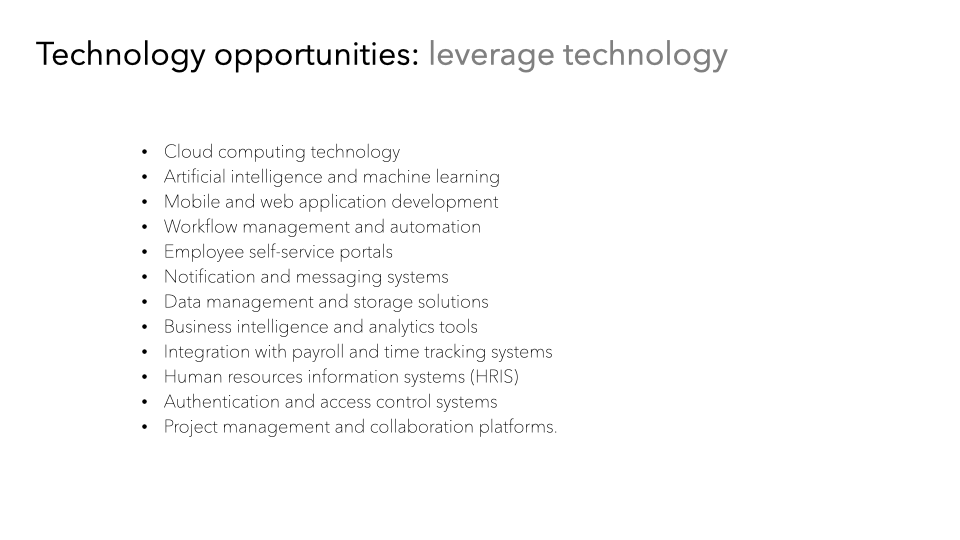 Technology opportunities: leverage technology
• Cloud computing technology
• Artificial intelligence and machine learning
• Mobile and web application development
• Workflow management and automation
• Employee self-service portals
• Notification and messaging systems
• Data management and storage solutions
• Business intelligence and analytics tools
• Integration with payroll and time tracking systems
• Human resources information systems (HRIS)
• Authentication and access control systems
• Project management and collaboration platforms.